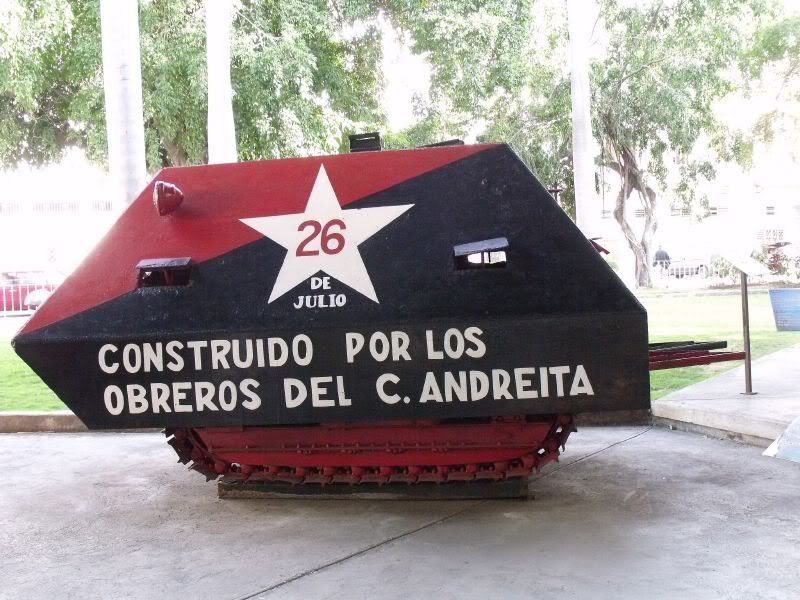 26
DE
JULIO
CONSTRUIDO POR LOS
OBREROS DEL C. ANDREITA